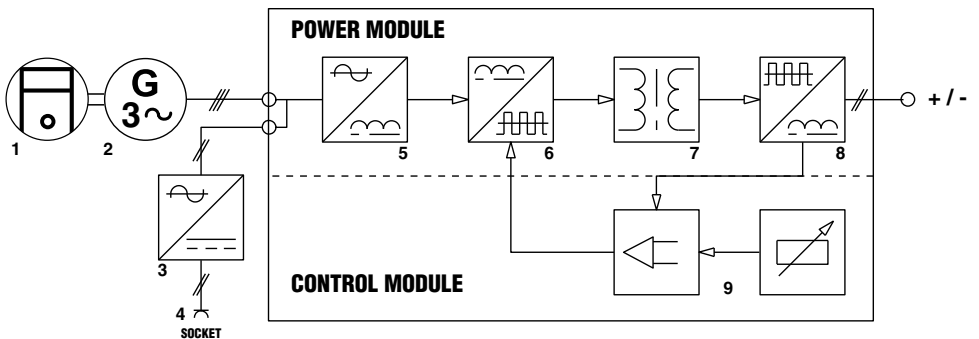 POWER MODULE
G
3~
+ / -
1
2
5
6
7
8
3
CONTROL MODULE
9
4
SOCKET